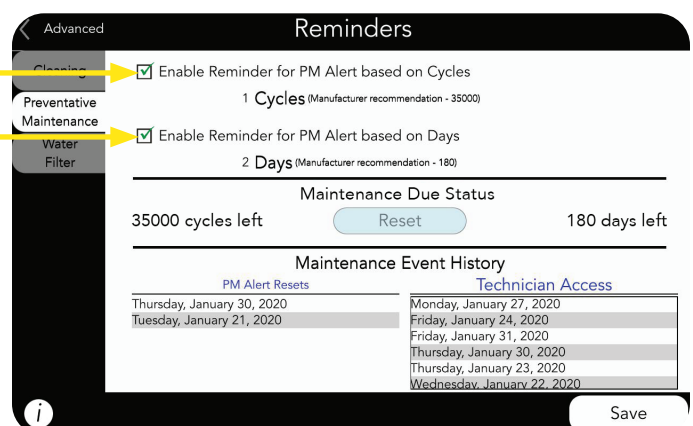 Advanced
Reminders
Cleaning
Preventative
Maintenance
Water
Filter
Enable Reminder for PM Alert based on Cycles
1 Cycles (Manufacturer recommendation - 35000)
Enable Reminder for PM Alert based on Days
2 Days (Manufacturer recommendation - 180)
Maintenance Due Status
35000 cycles left
Reset
180 days left
Maintenance Event History
PM Alert Resets
Thursday, January 30, 2020
Tuesday, January 21, 2020
Technician Access
Monday, January 27, 2020
Friday, January 24, 2020
Friday, January 31, 2020
Thursday, January 30, 2020
Thursday, January 23, 2020
Wednesday, January 22, 2020
i
Save